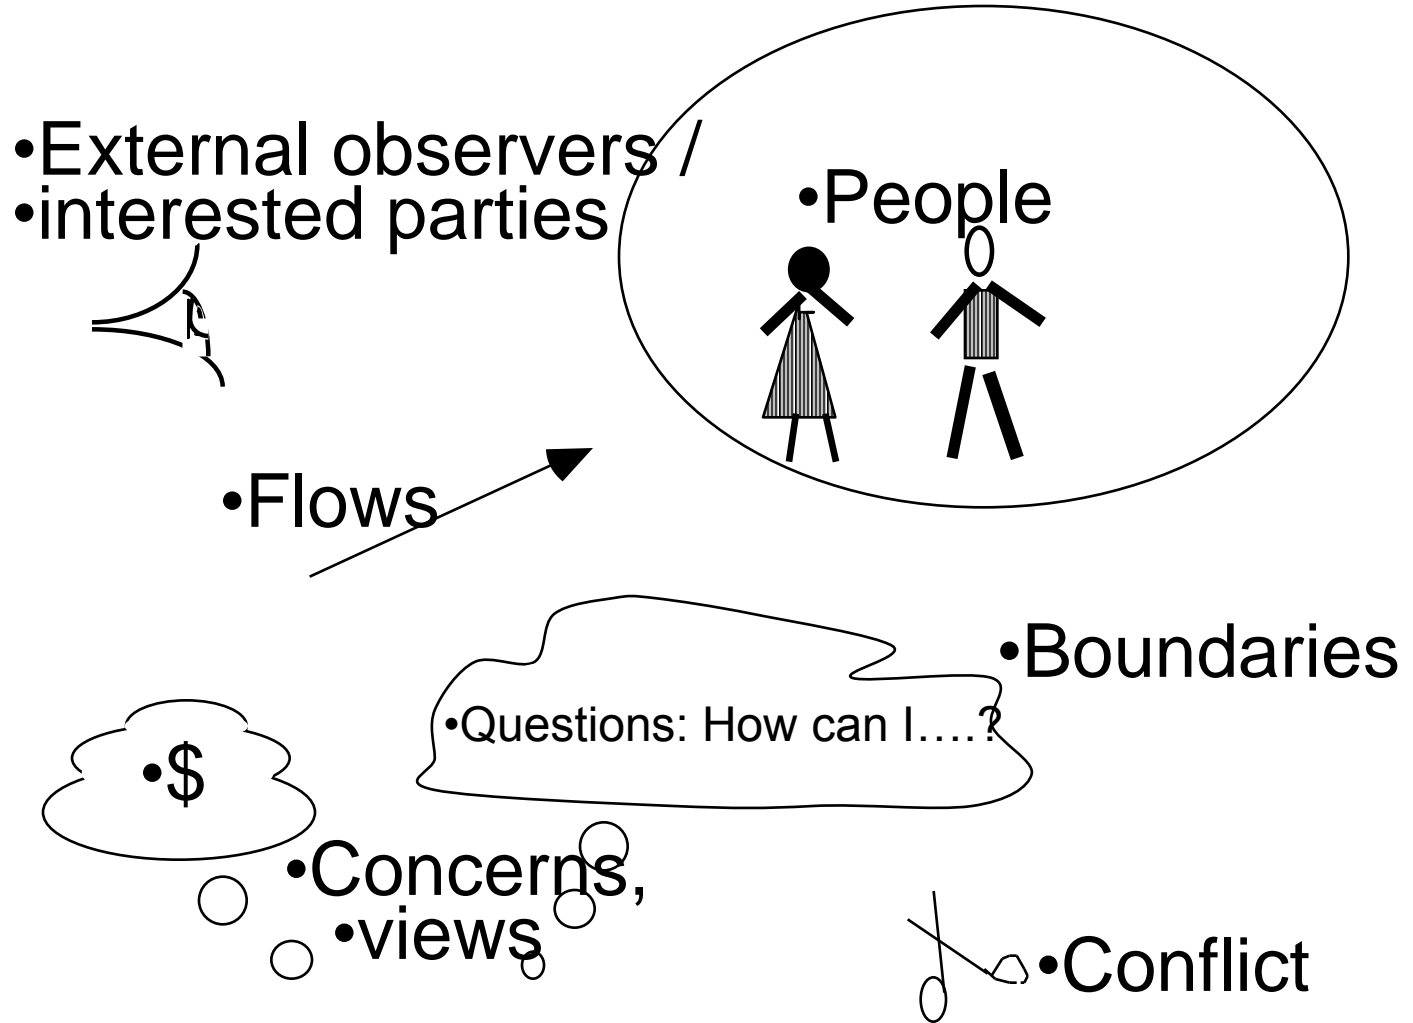 •External observers /
•interested parties
•People
•Flows
•Boundaries
•Questions: How can I….?
•$
•Concerns,
•views
•Conflict